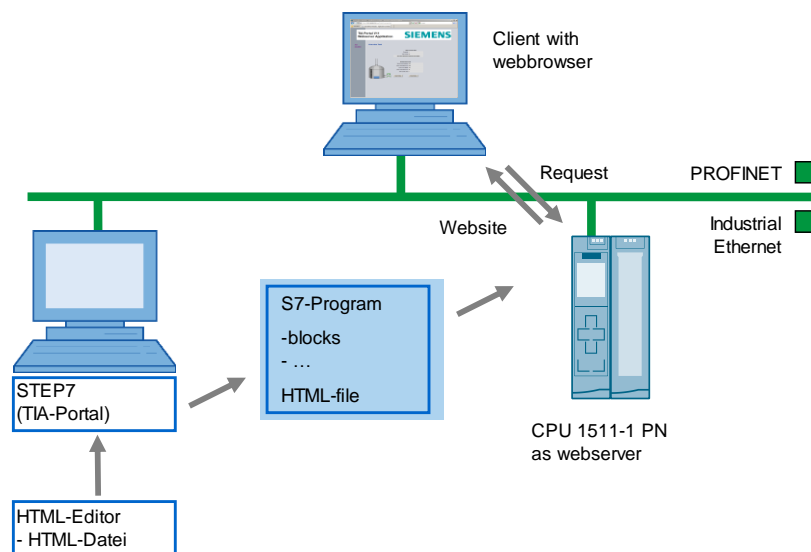 SIEMENS
Client with
webbrowser
Request
PROFINET
Website
Industrial
Ethernet
S7-Program
-blocks
- ...
HTML-file
STEP7
(TIA-Portal)
CPU 1511-1 PN
as webserver
HTML-Editor
- HTML-Datei